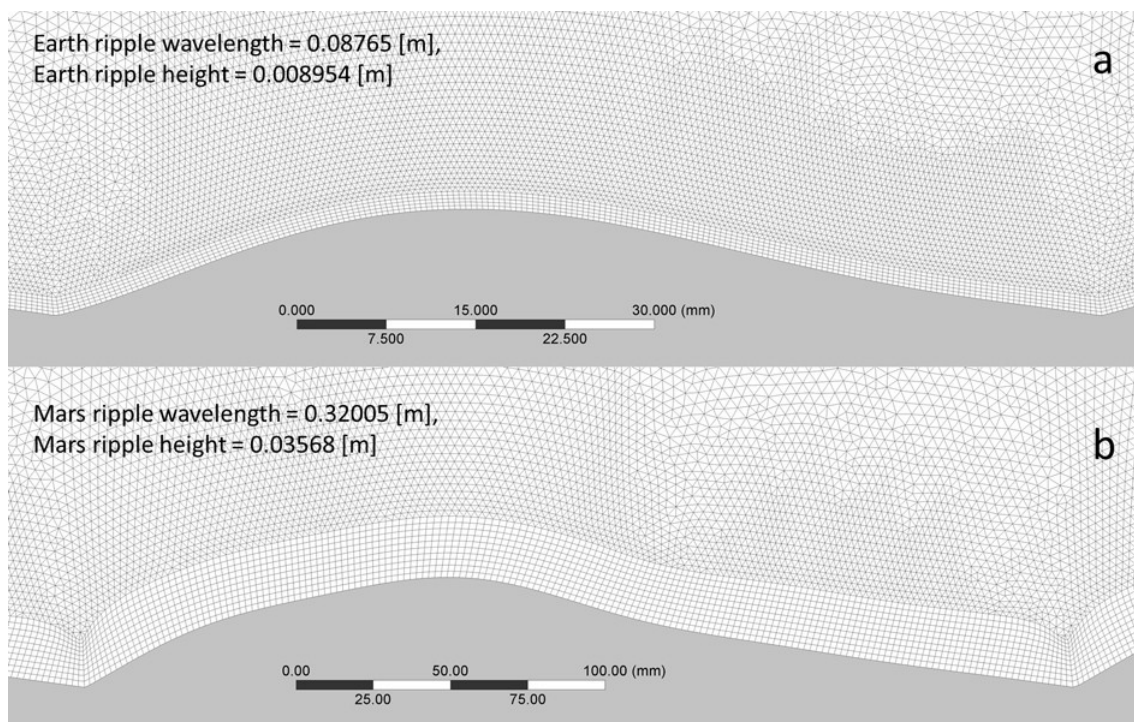 Earth ripple wavelength = 0.08765 [m],
Earth ripple height = 0.008954 [m]
a
0.000 15.000 30.000 (mm)
7.500 22.500
Mars ripple wavelength = 0.32005 [m],
Mars ripple height = 0.03568 [m]
b
0.00 50.00 100.00 (mm)
25.00 75.00